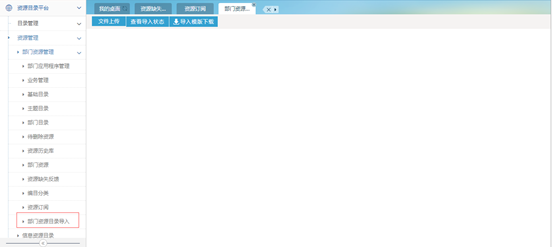 资源目录平台
目录管理
资源管理
部门资源管理
部门应用程序管理
业务管理
基础目录
主题目录
部门目录
待删除资源
资源历史库
部门资源
资源缺失反馈
编目分类
资源订阅
部门资源目录导入
信息资源目录
我的桌面 资源缺失... 资源订阅 部门资源...
文件上传 查看导入状态 导入模版下载